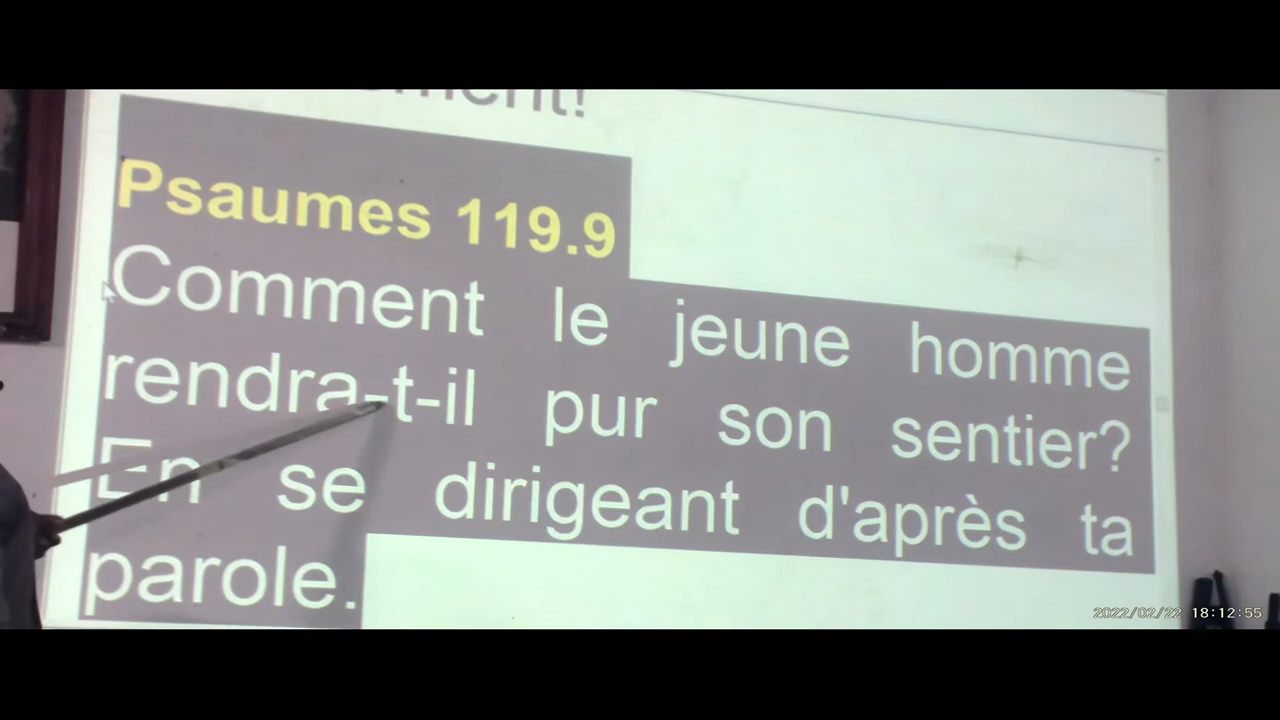 Psaumes 119.9
Comment le jeune homme
rendra-t-il pur son sentier?
En se dirigeant d'après ta
parole.
2022/02/22 18:12:55